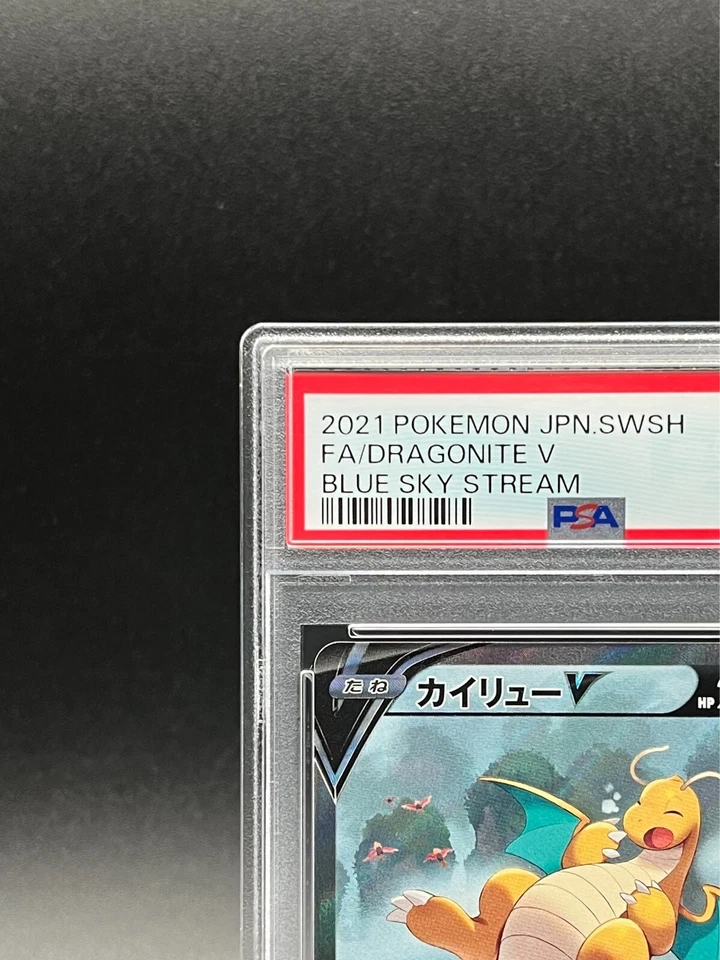 2021 POKEMON JPN.SWSH
FA/DRAGONITE V
BLUE SKY STREAM
PSA
たね カイリューV HP